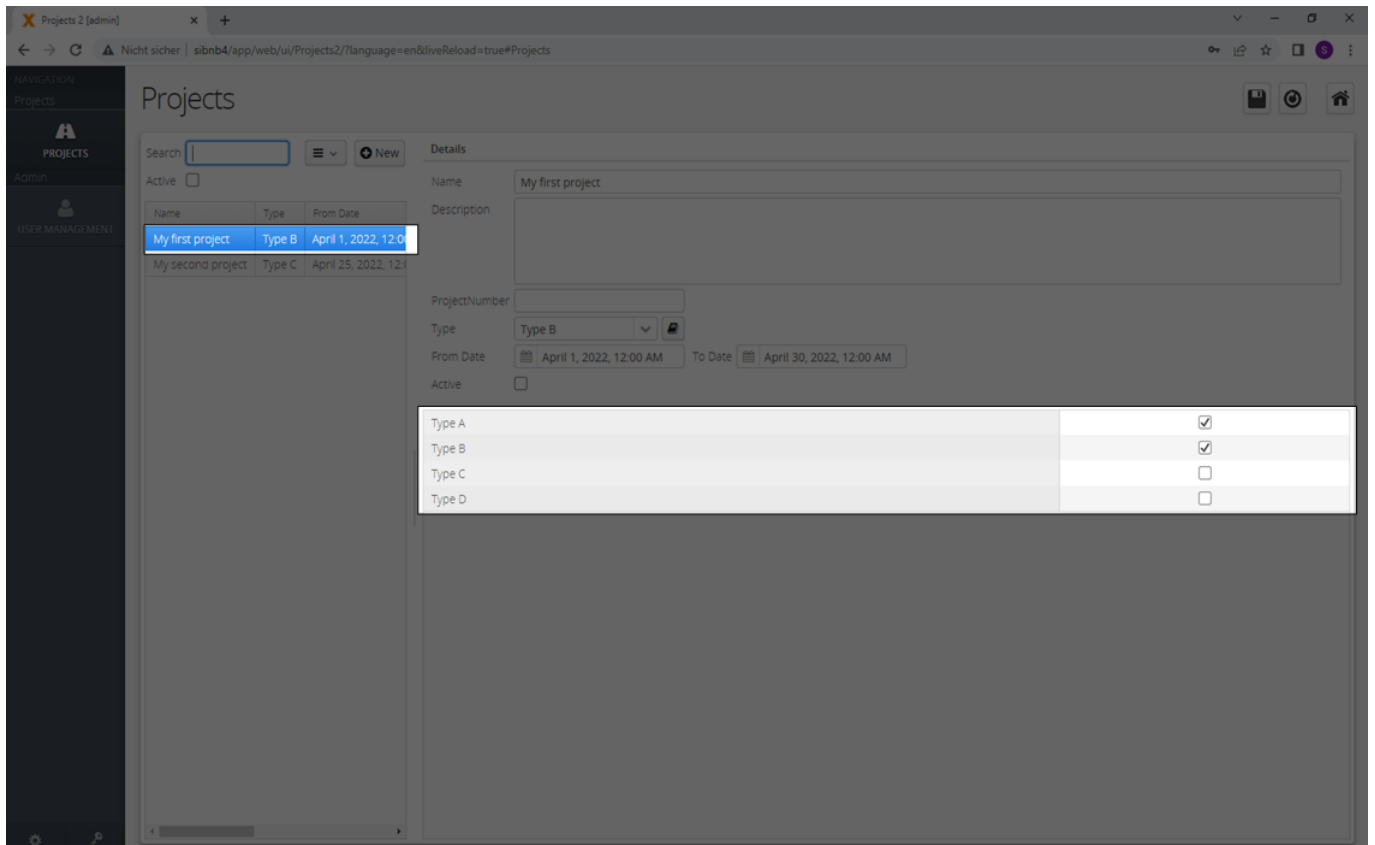 Projects 2 [admin]
Nicht sicher sibnb4/app/web/ui/Projects2/?language=en&liveReload=true#Projects
S
NAVIGATION
Projects
PROJECTS
Admin
USER MANAGEMENT
Projects
Search
New
Active
Name Type From Date
My first project Type B April 1, 2022, 12:00
My second project Type C April 25, 2022, 12:0
Details
Name My first project
Description
ProjectNumber
Type Type B
From Date April 1, 2022, 12:00 AM To Date April 30, 2022, 12:00 AM
Active
Type A
Type B
Type C
Type D